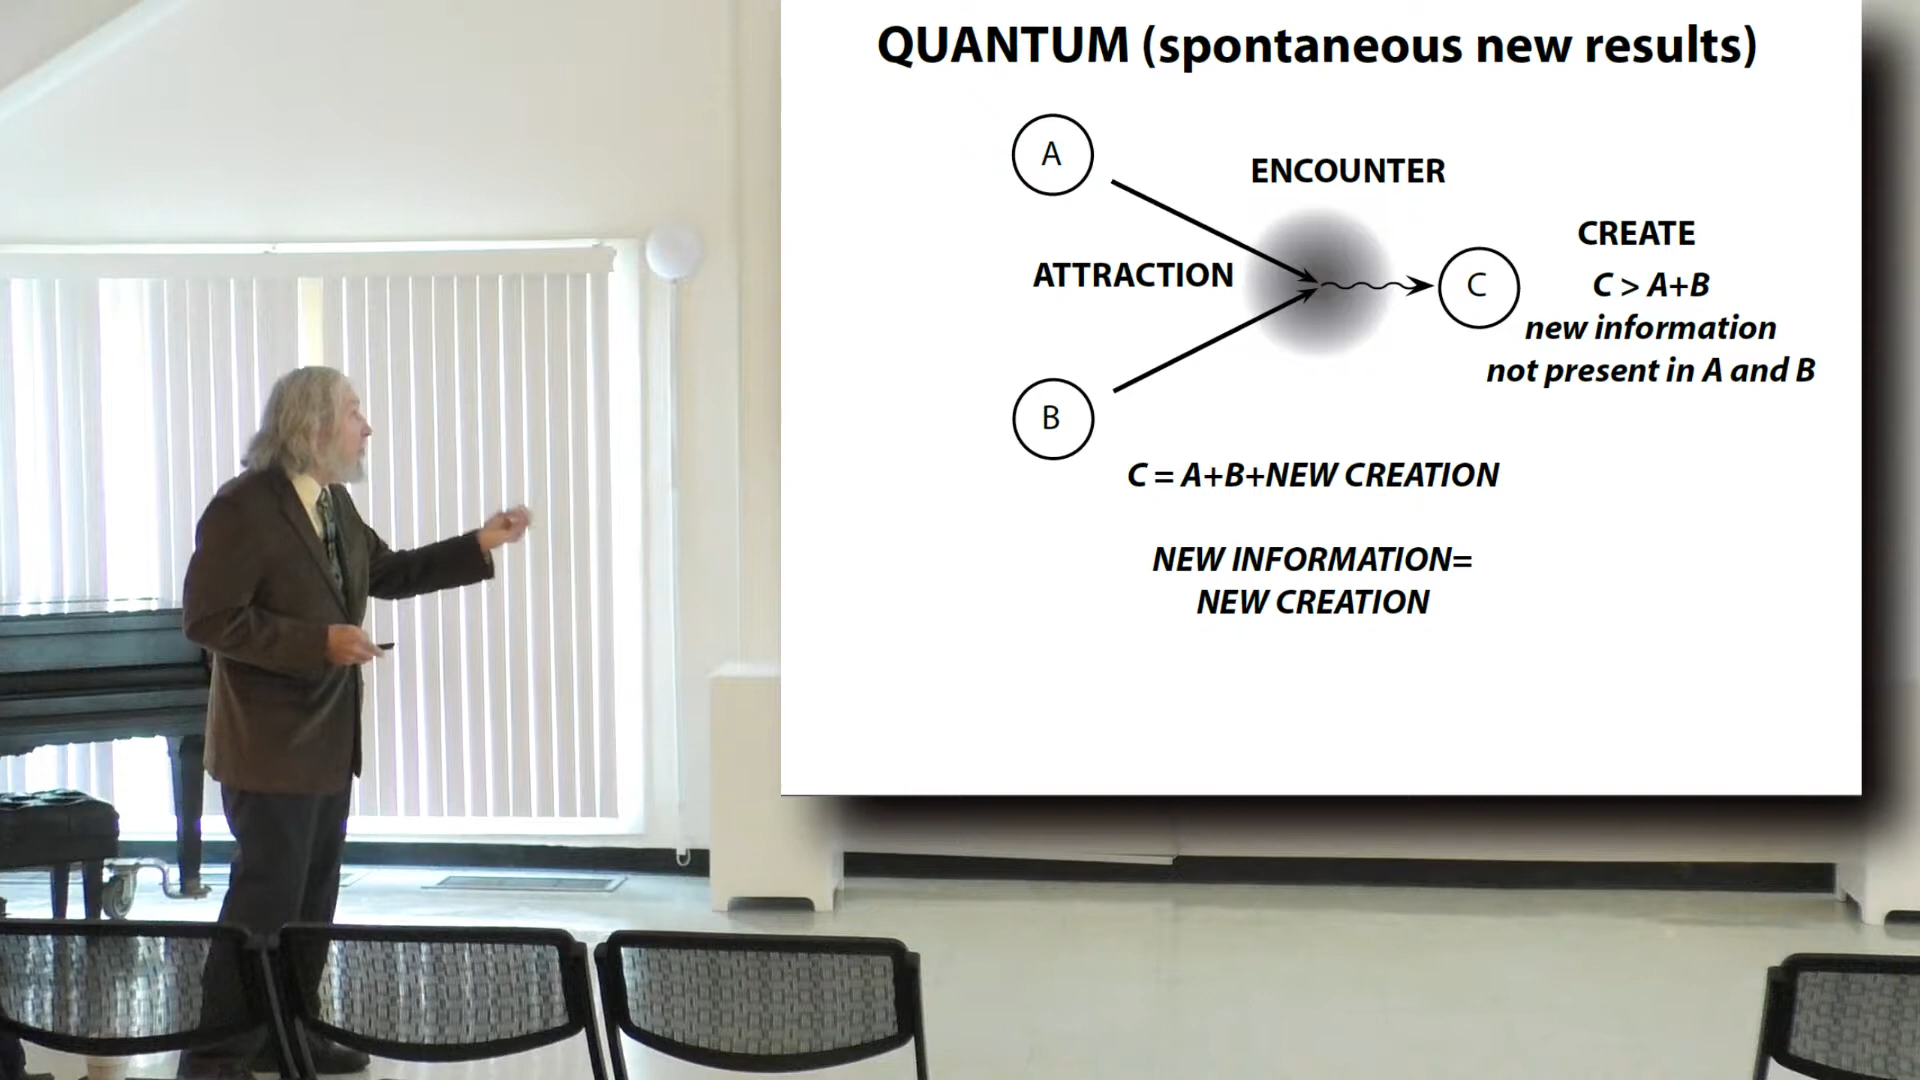 QUANTUM (spontaneous new results)
A
ENCOUNTER
CREATE
ATTRACTION
C
C > A+B
new information
not present in A and B
B
C = A+B+NEW CREATION
NEW INFORMATION=
NEW CREATION